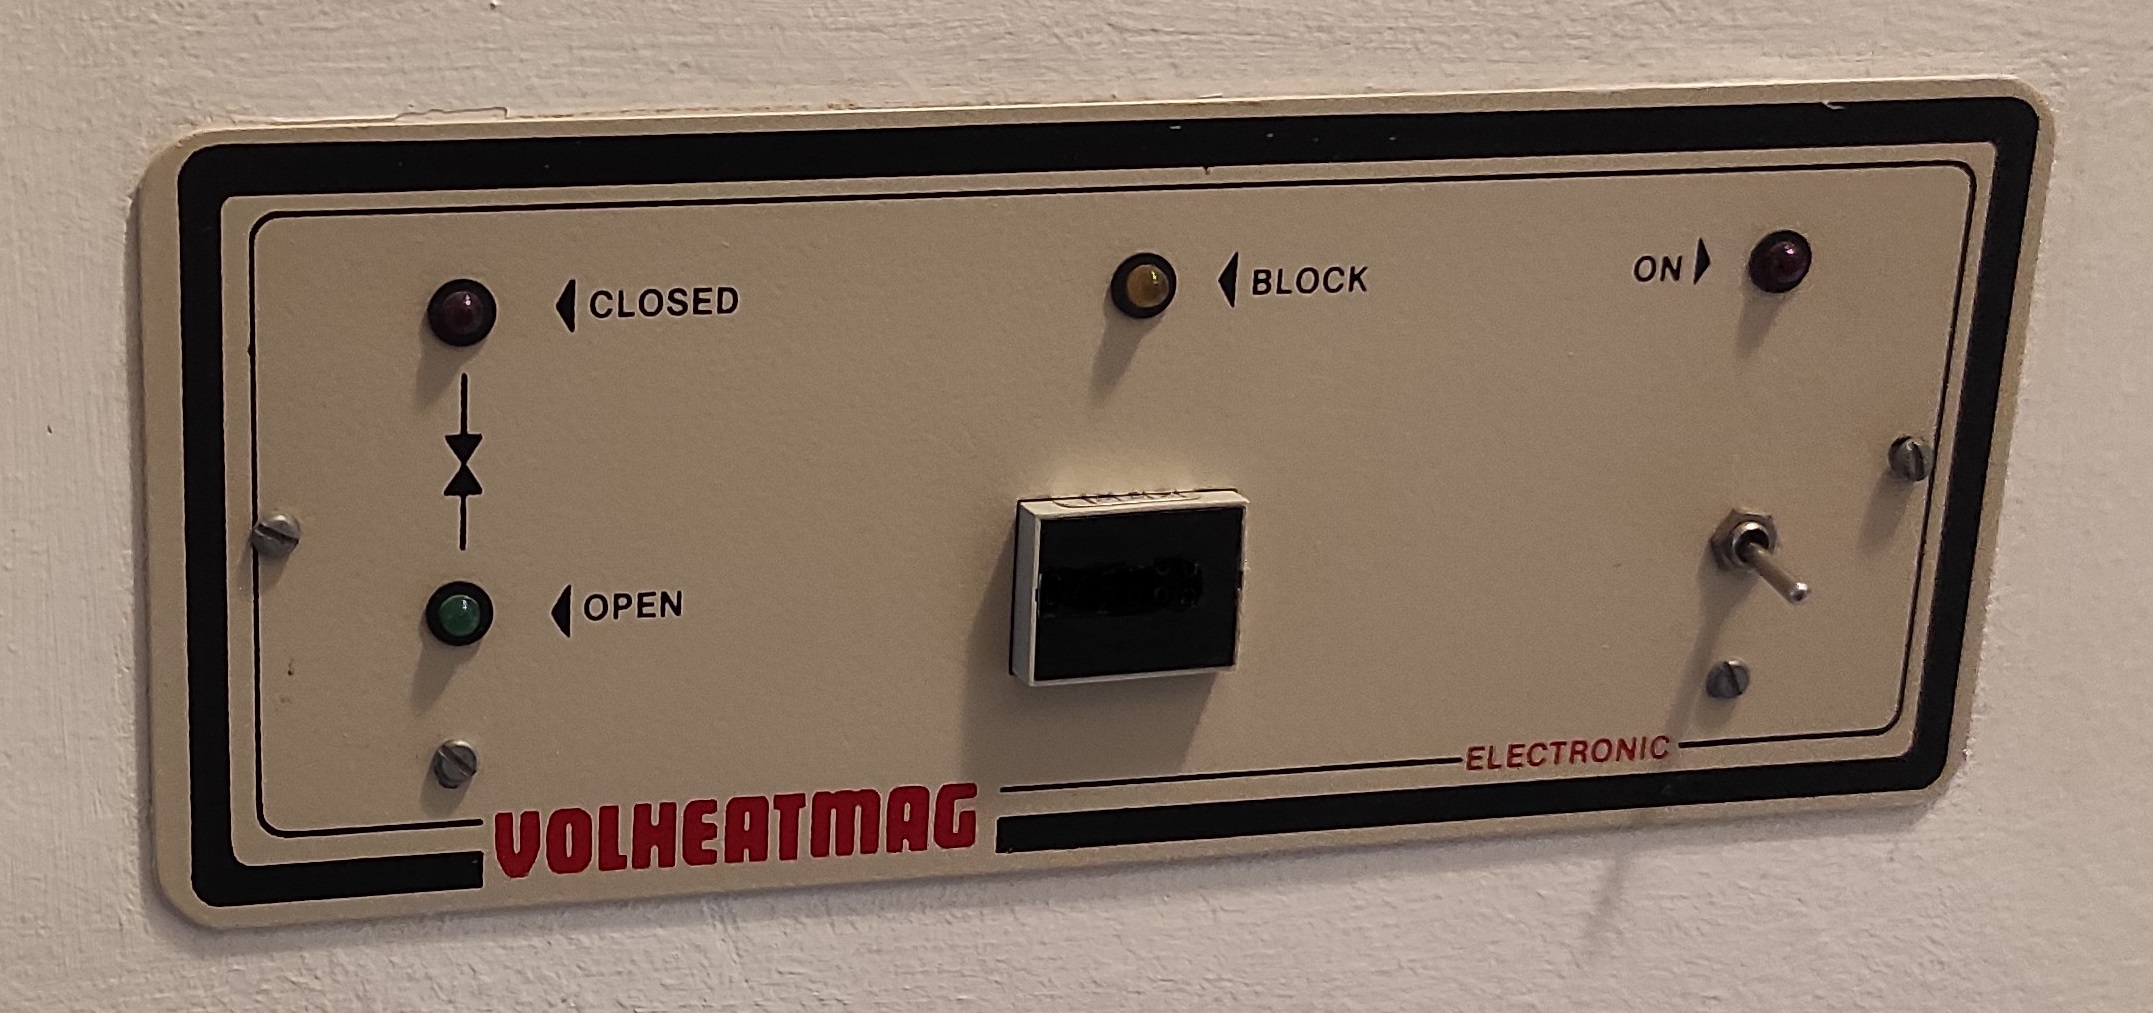 CLOSED
BLOCK
ON
OPEN
ELECTRONIC
VOLHEATMAG